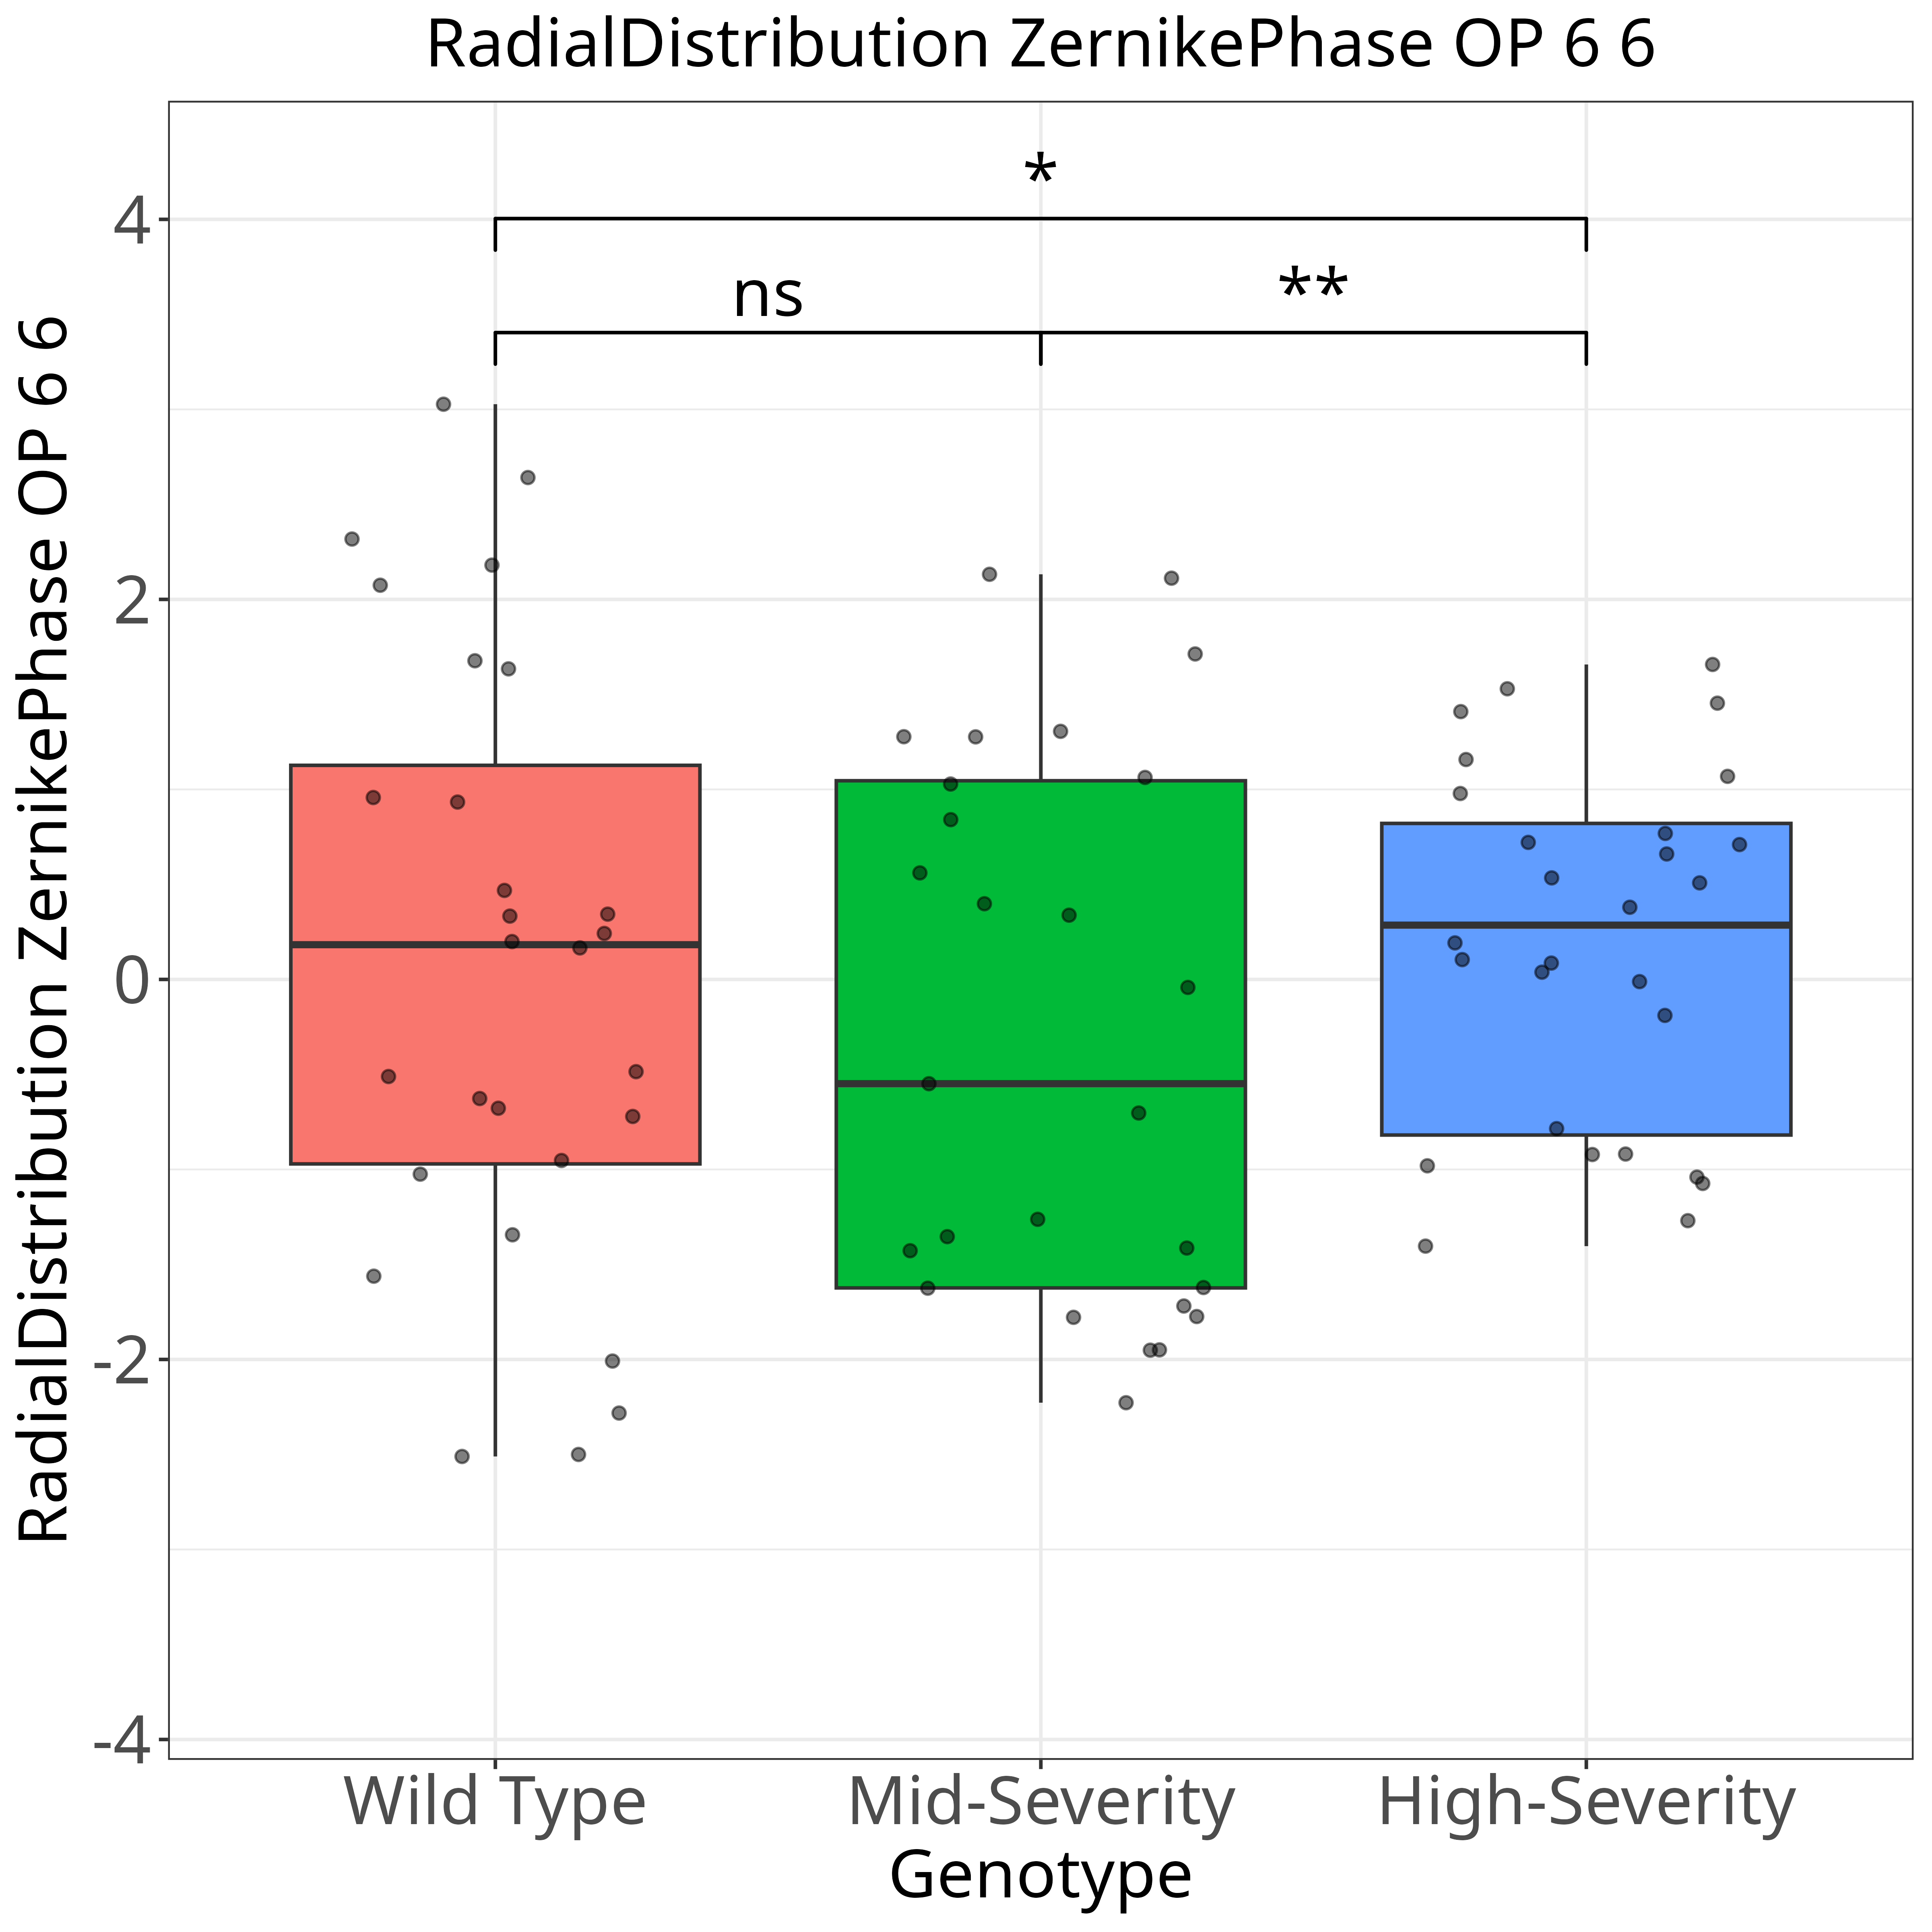 RadialDistribution ZernikePhase OP 6 6
RadialDistribution ZernikePhase OP 6 6
*
4
ns
**
2
0
-2
-4
Wild Type
Mid-Severity
High-Severity
Genotype